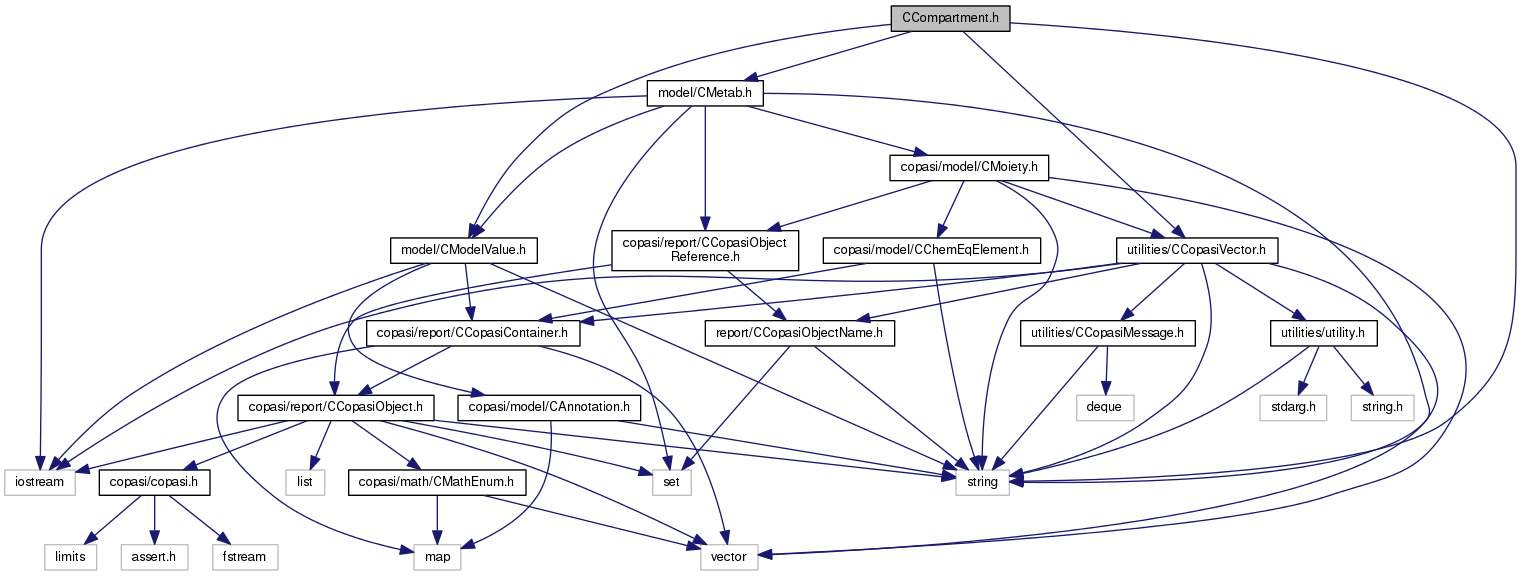 CCompartment.h
model/CMetab.h
copasi/model/CMoiety.h
model/CModelValue.h
copasi/report/CCopasiObject
Reference.h
copasi/model/CChemEqElement.h
utilities/CCopasiVector.h
copasi/report/CCopasiContainer.h
report/CCopasiObjectName.h
utilities/CCopasiMessage.h
utilities/utility.h
copasi/report/CCopasiObject.h
copasi/model/CAnnotation.h
deque
stdarg.h
string.h
iostream
copasi/copasi.h
list
copasi/math/CMathEnum.h
set
string
limits
assert.h
fstream
map
vector